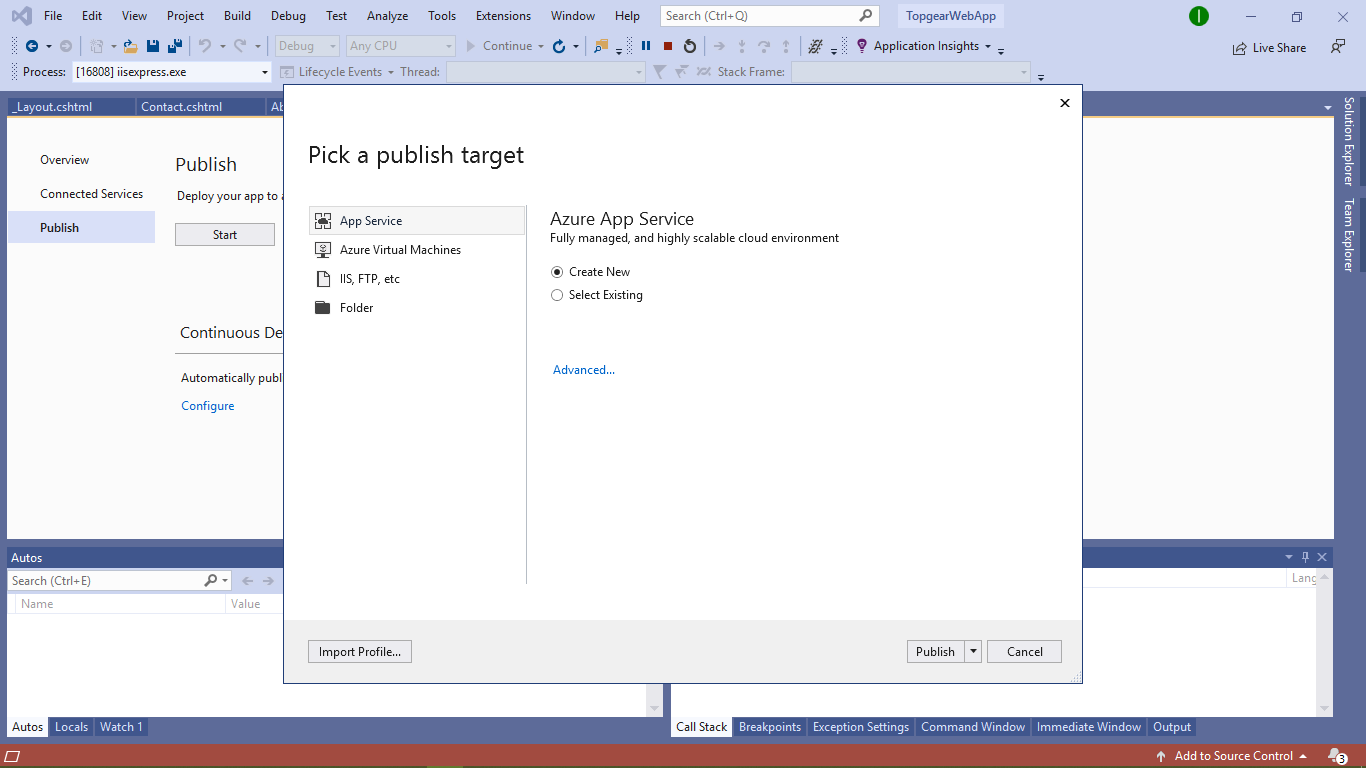 File Edit View Project Build Debug Test Analyze Tools Extensions Window Help Search (Ctrl+Q) TopgearWebApp
Debug Any CPU Continue Application Insights Live Share
Process: [16808] iisexpress.exe Lifecycle Events Thread: Stack Frame:
_Layout.cshtml Contact.cshtml
Solution Explorer
Team Explorer
Overview
Connected Services
Publish
Publish
Deploy your app to
Start
Continuous De
Automatically publ
Configure
Pick a publish target
App Service
Azure Virtual Machines
IIS, FTP, etc
Folder
Azure App Service
Fully managed, and highly scalable cloud environment
Create New
Select Existing
Advanced...
Import Profile... Publish Cancel
Autos
Search (Ctrl+E)
Name Value
Lang
Autos Locals Watch 1
Call Stack Breakpoints Exception Settings Command Window Immediate Window Output
Add to Source Control 3